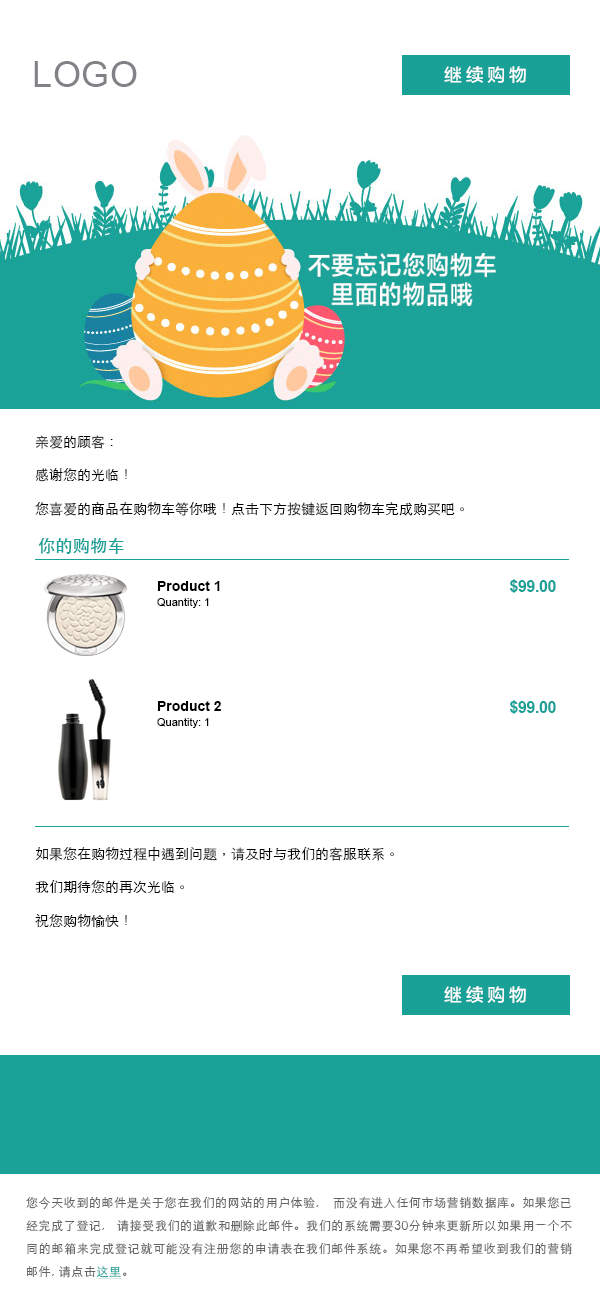 LOGO
继续购物
不要忘记您购物车
里面的物品哦
亲爱的顾客：
感谢您的光临！
您喜爱的商品在购物车等你哦！点击下方按键返回购物车完成购买吧。
你的购物车
Product 1
$99.00
Quantity: 1
Product 2
$99.00
Quantity: 1
如果您在购物过程中遇到问题，请及时与我们的客服联系。
我们期待您的再次光临。
祝您购物愉快！
继续购物
您今天收到的邮件是关于您在我们的网站的用户体验， 而没有进入任何市场营销数据库。如果您已
经完成了登记， 请接受我们的道歉和删除此邮件。我们的系统需要30分钟来更新所以如果用一个不
同的邮箱来完成登记就可能没有注册您的申请表在我们邮件系统。如果您不再希望收到我们的营销
邮件, 请点击这里。